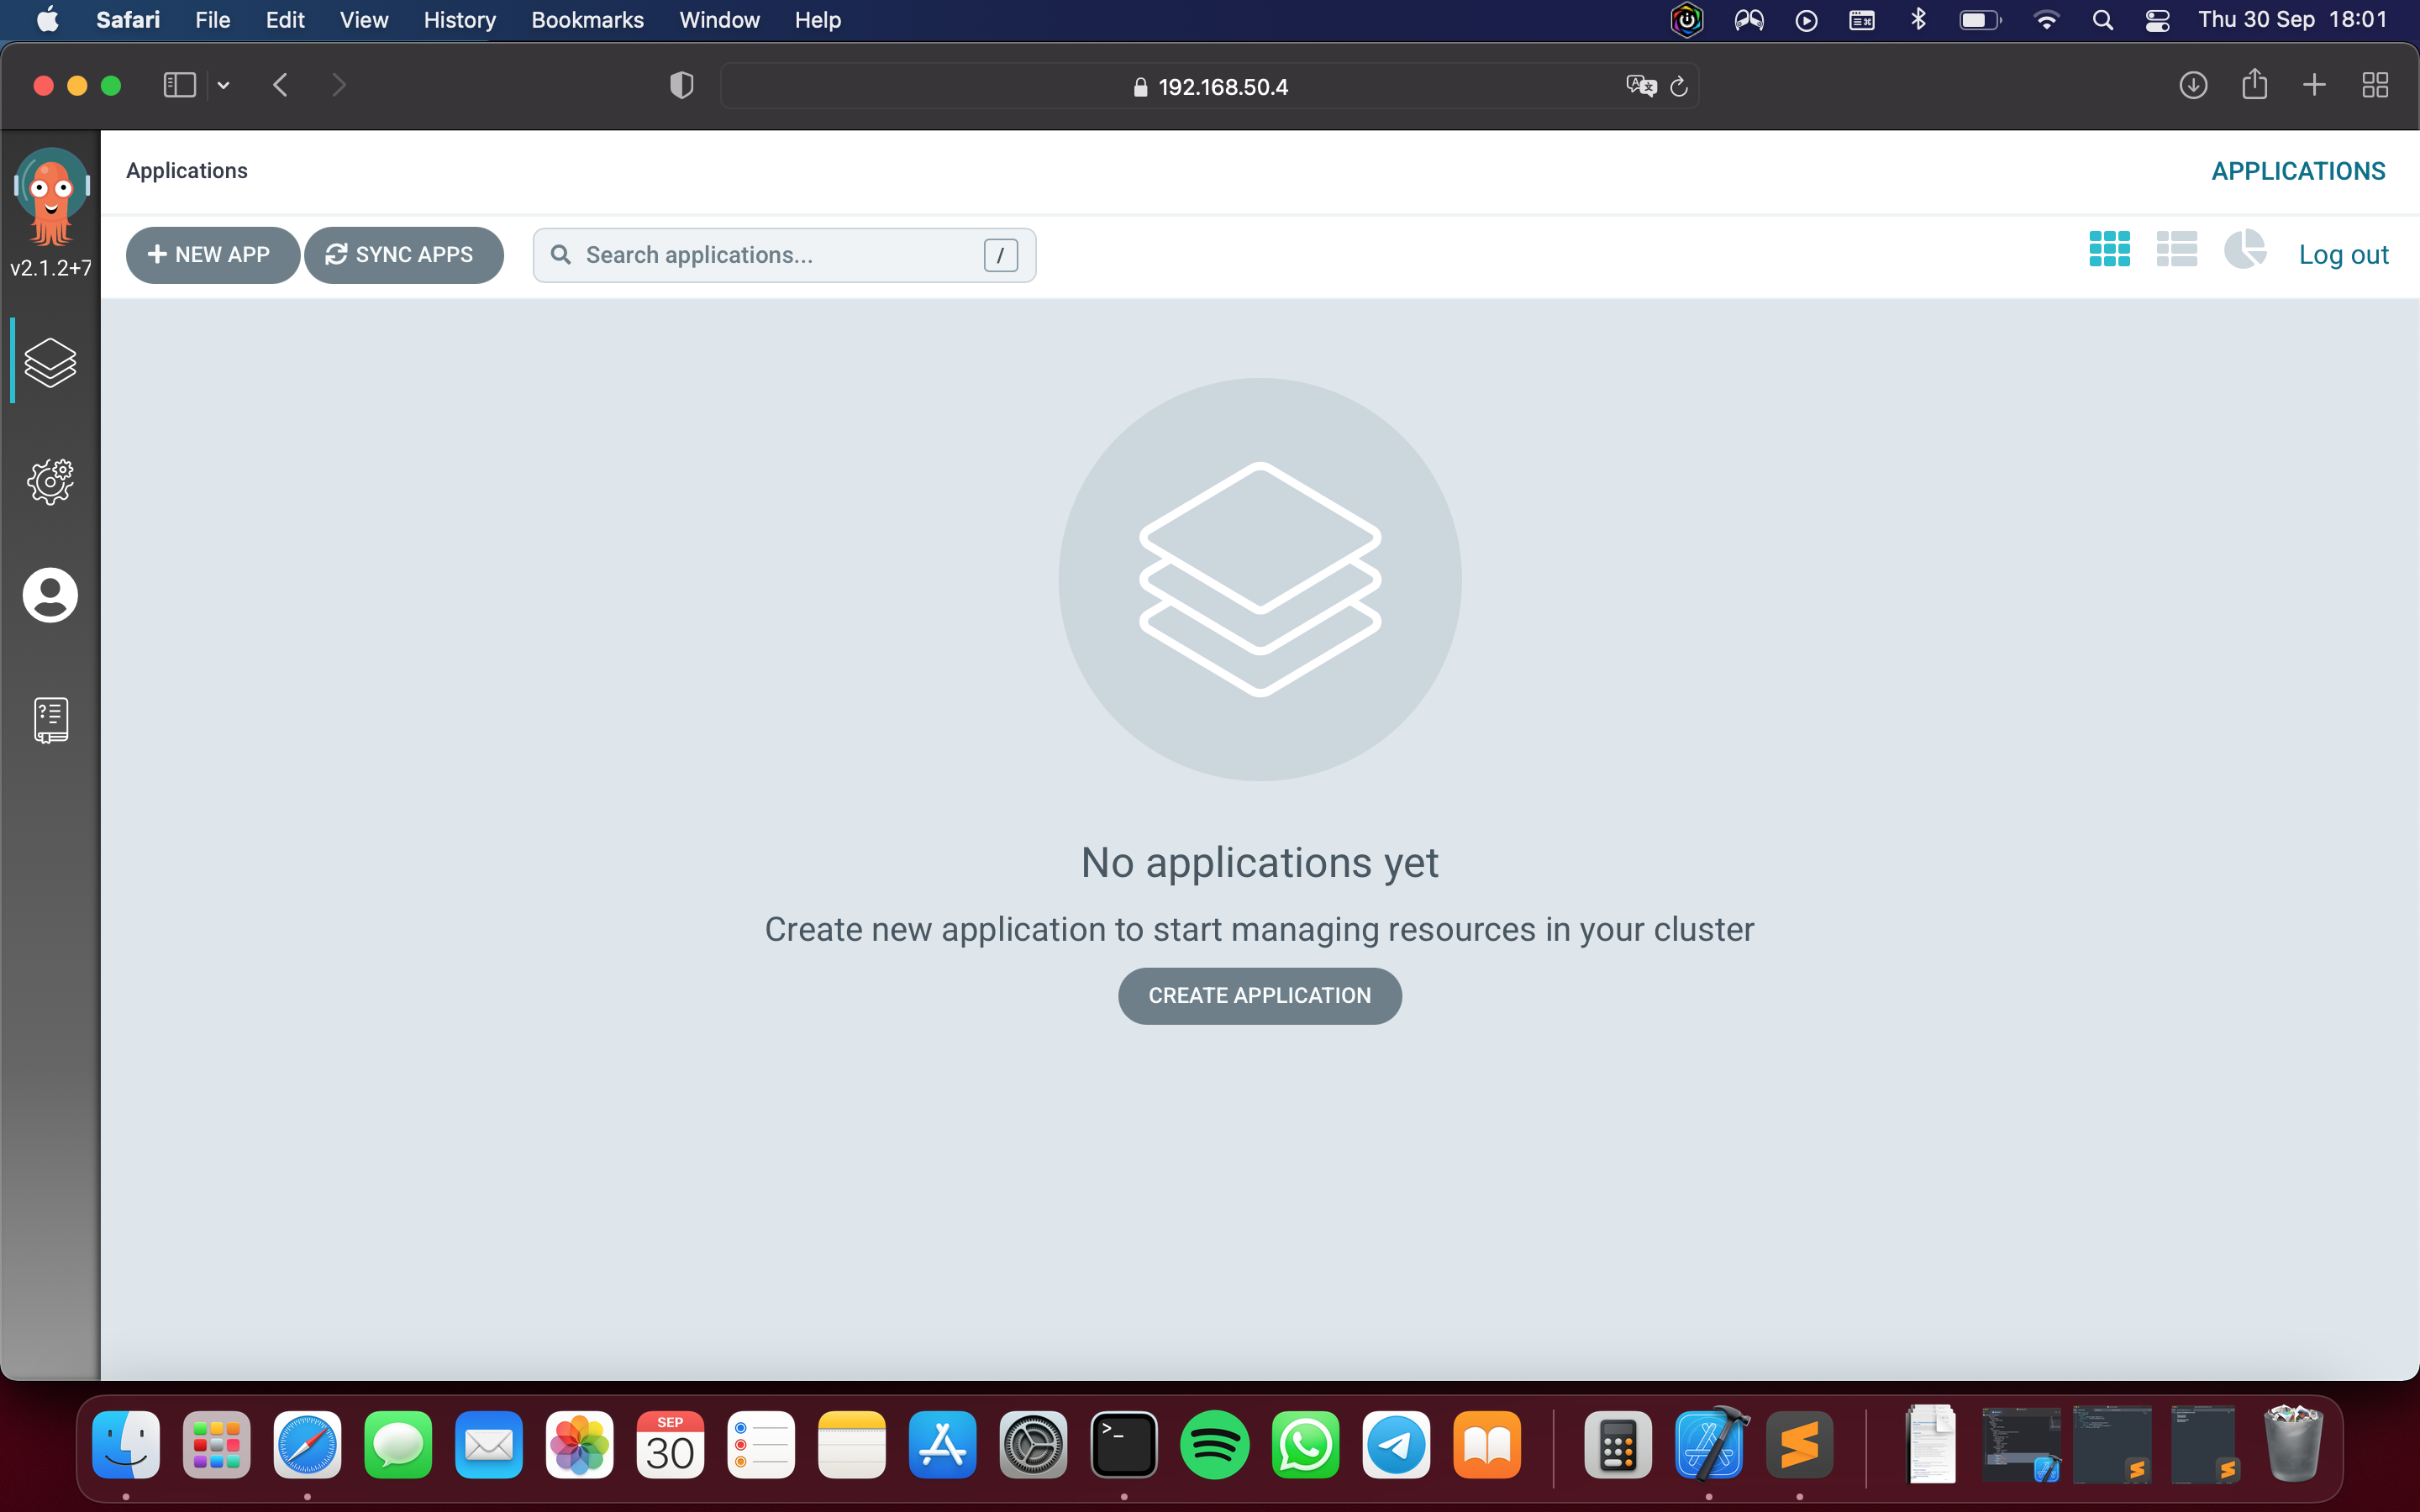 Safari File Edit View History Bookmarks Window Help Thu 30 Sep 18:01
192.168.50.4
Applications APPLICATIONS
v2.1.2+7
NEW APP SYNC APPS Search applications... / Log out
No applications yet
Create new application to start managing resources in your cluster
CREATE APPLICATION
SEP
30